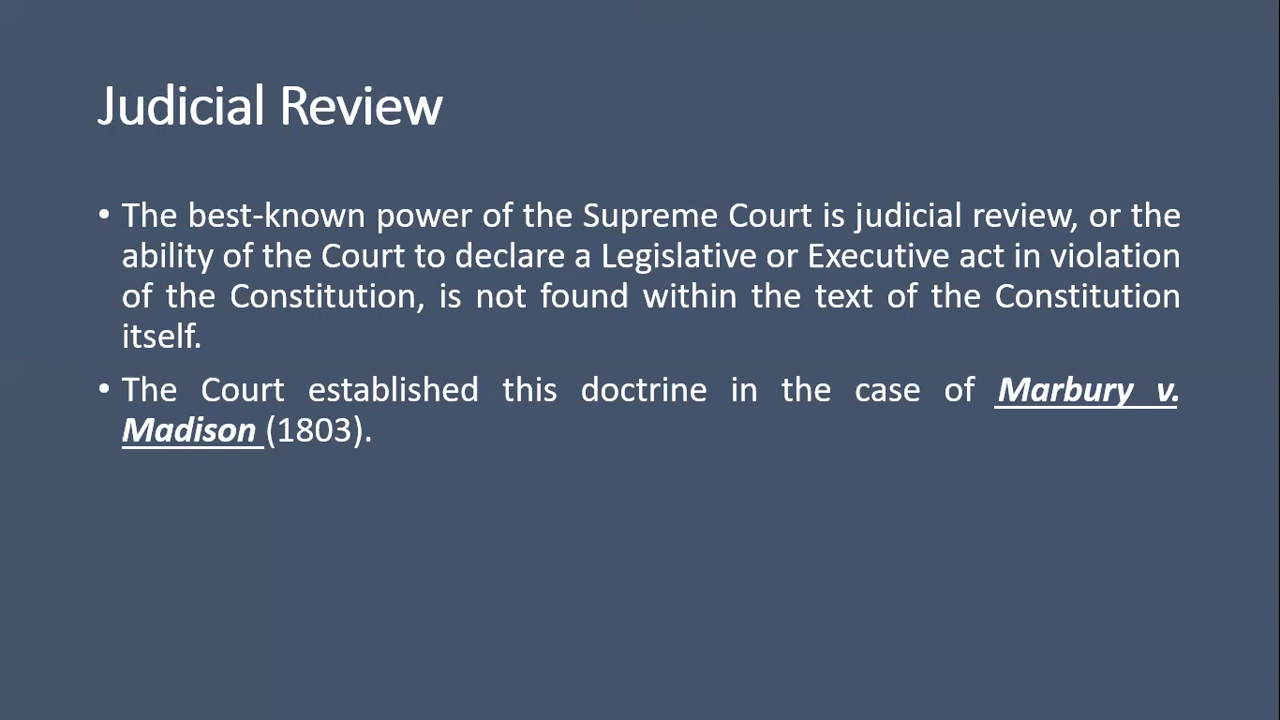 Judicial Review
• The best-known power of the Supreme Court is judicial review, or the
ability of the Court to declare a Legislative or Executive act in violation
of the Constitution, is not found within the text of the Constitution
itself.
• The Court established this doctrine in the case of Marbury v.
Madison (1803).